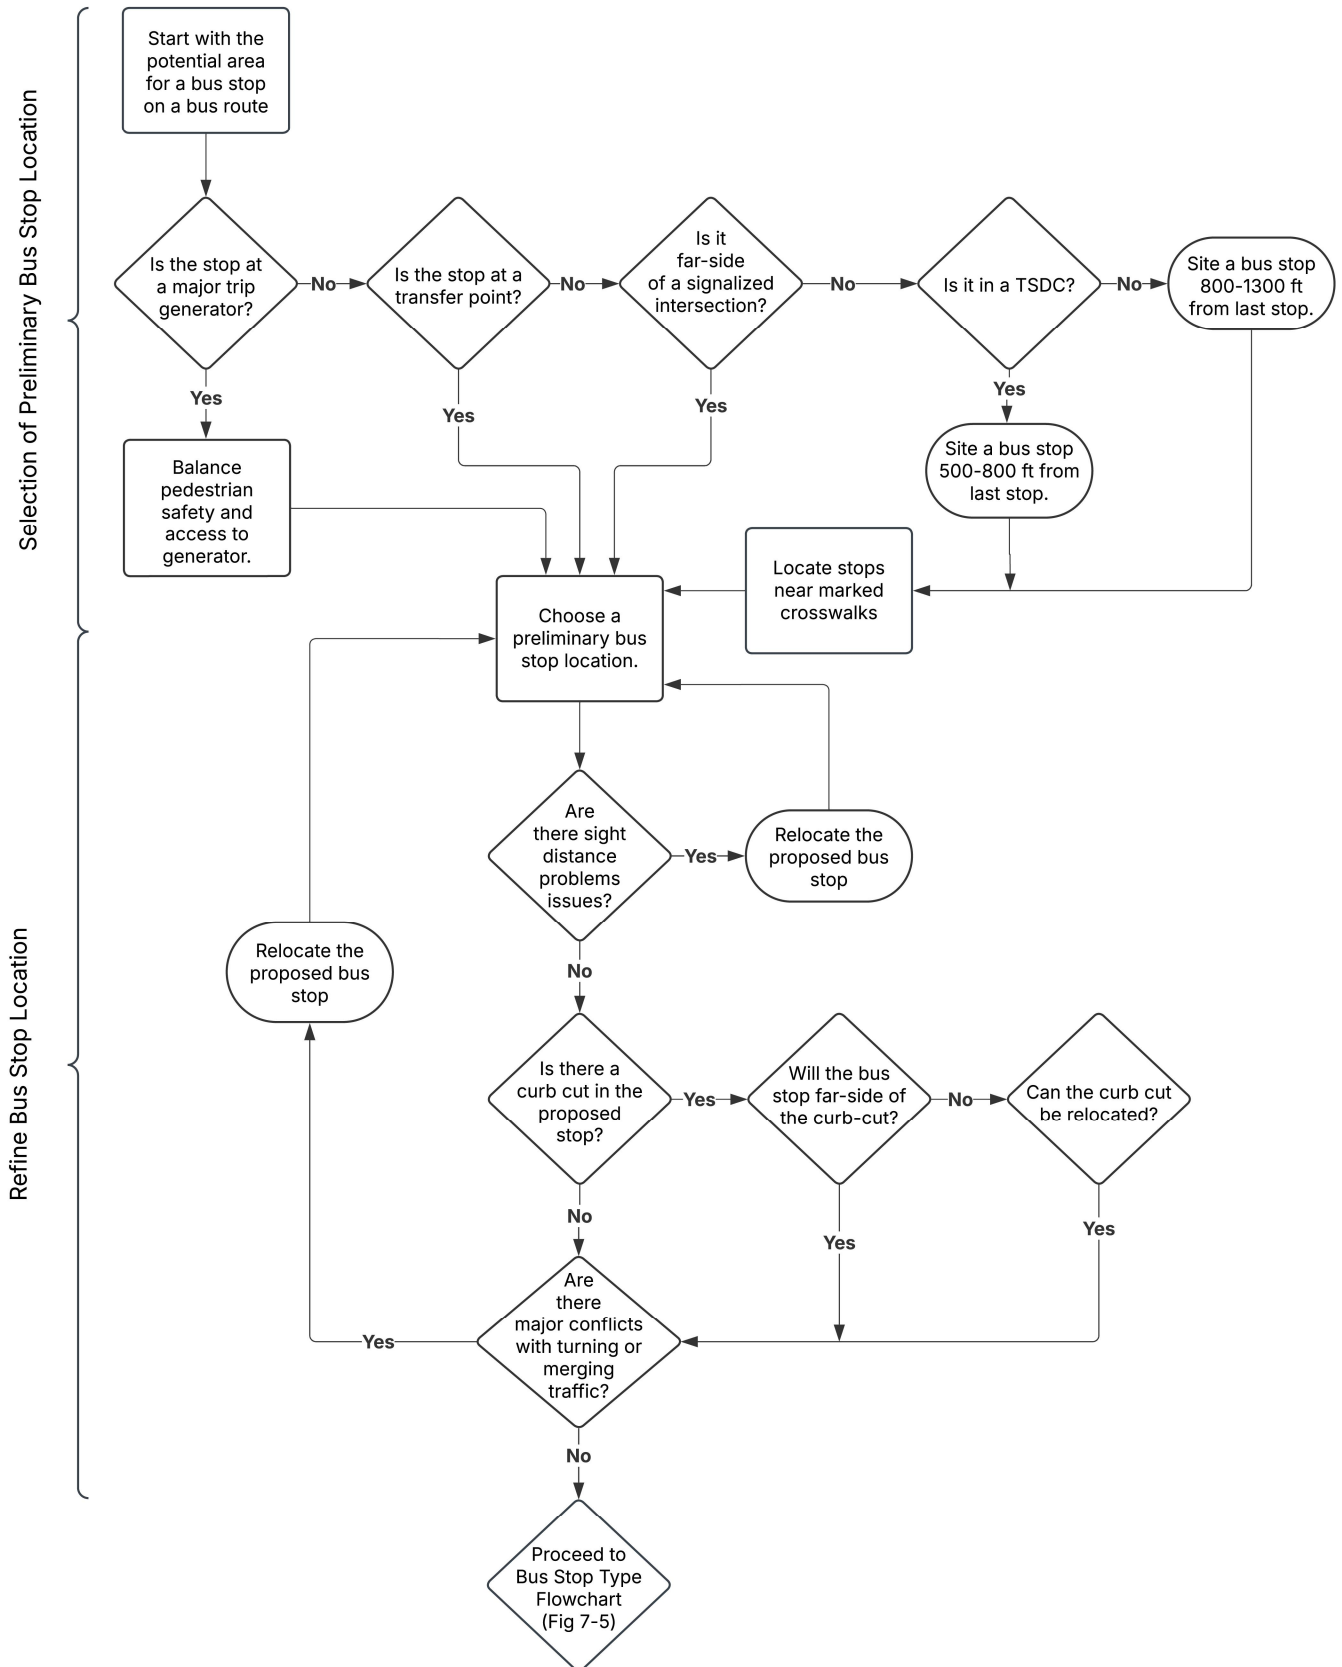 Selection of Preliminary Bus Stop Location
Start with the
potential area
for a bus stop
on a bus route
Is the stop at
a major trip
generator?
No
Is the stop at a
transfer point?
No
Is it
far-side
of a signalized
intersection?
No
Is it in a TSDC?
No
Site a bus stop
800-1300 ft
from last stop.
Yes
Yes
Yes
Yes
Balance
pedestrian
safety and
access to
generator.
Site a bus stop
500-800 ft from
last stop.
Locate stops
near marked
crosswalks
Choose a
preliminary bus
stop location.
Refine Bus Stop Location
Are
there sight
distance
problems
issues?
Yes
Relocate the
proposed bus
stop
Relocate the
proposed bus
stop
No
Is there a
curb cut in the
proposed
stop?
Yes
Will the bus
stop far-side of
the curb-cut?
No
Can the curb cut
be relocated?
No
Yes
Yes
Are
there
major conflicts
with turning or
merging
traffic?
Yes
No
Proceed to
Bus Stop Type
Flowchart
(Fig 7-5)